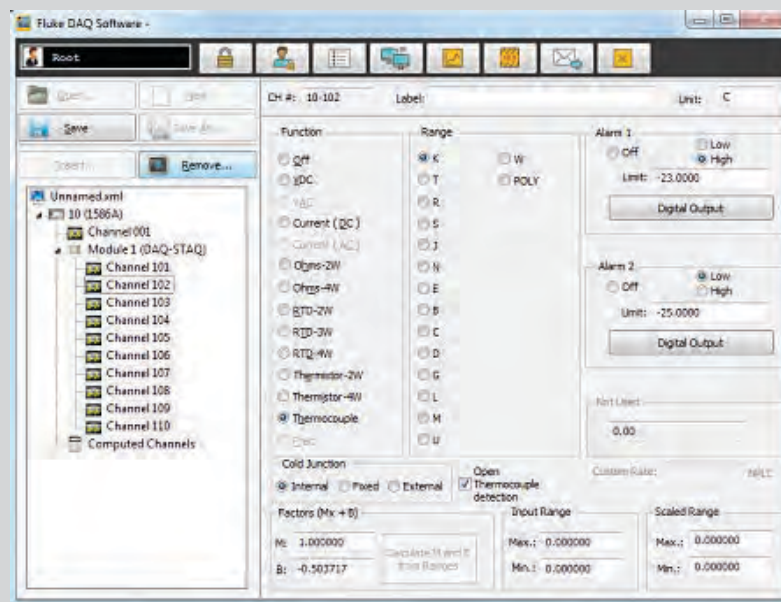 Fluke DAQ Software -
Root
Open...
New
Save
Save As...
Insert...
Remove...
Unnamed.xml
10 (1586A)
Channel 001
Module 1 (DAQ-STAQ)
Channel 101
Channel 102
Channel 103
Channel 104
Channel 105
Channel 106
Channel 107
Channel 108
Channel 109
Channel 110
Computed Channels
CH #: 10-102 Label: Unit: C
Function
Off
VDC
VAC
Current (DC)
Current (AC)
Ohms-2W
Ohms-4W
RTD-2W
RTD-3W
RTD-4W
Thermistor-2W
Thermistor-4W
Thermocouple
Range
K
T
R
S
J
N
E
B
C
D
G
L
M
U
W
POLY
Alarm 1
Off
Low
High
Limit: -23.0000
Digital Output
Alarm 2
Off
Low
High
Limit: -25.0000
Digital Output
Not Used
0.00
Cold Junction
Internal Fixed External
Open
Thermocouple
detection
Custom Rate: NPLC
Factors (Mx + B)
M: 1.000000
B: -0.503717
Calculate M and B
from Ranges
Input Range
Max.: 0.000000
Min.: 0.000000
Scaled Range
Max.: 0.000000
Min.: 0.000000